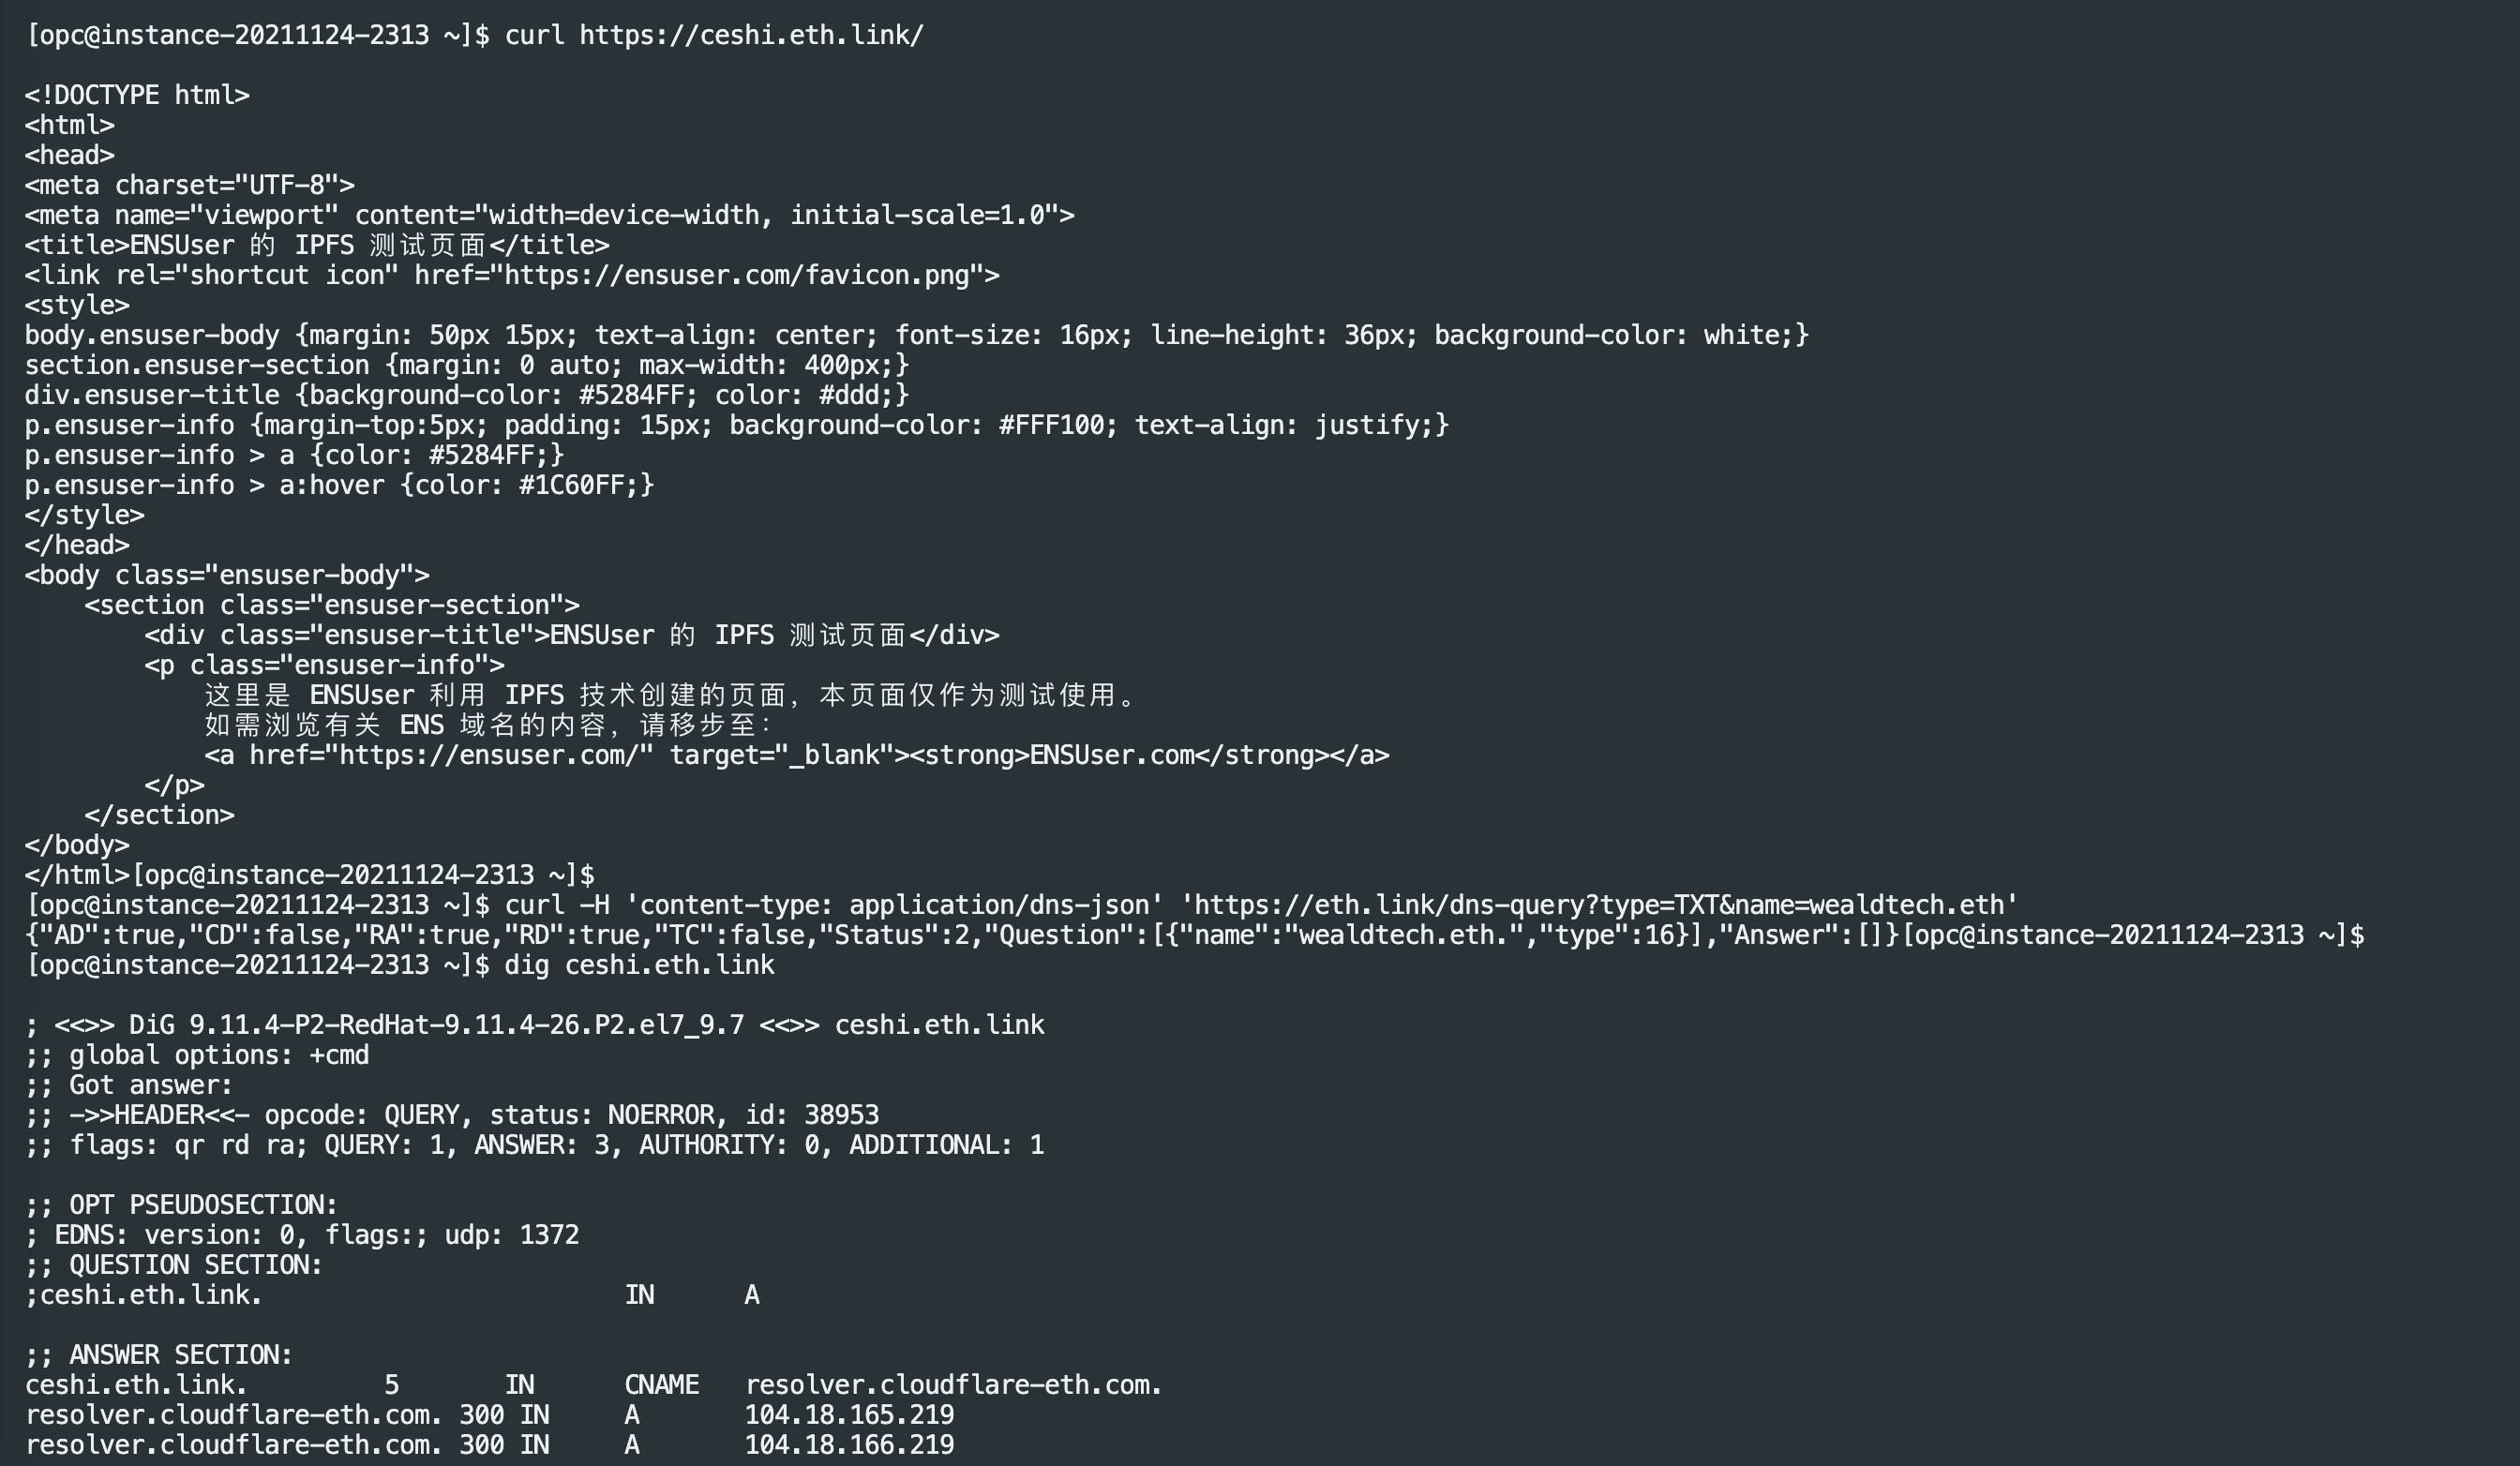 [opc@instance-20211124-2313 ~]$ curl https://ceshi.eth.link/

<!DOCTYPE html>
<html>
<head>
<meta charset="UTF-8">
<meta name="viewport" content="width=device-width, initial-scale=1.0">
<title>ENSUser 的 IPFS 测试页面</title>
<link rel="shortcut icon" href="https://ensuser.com/favicon.png">
<style>
body.ensuser-body {margin: 50px 15px; text-align: center; font-size: 16px; line-height: 36px; background-color: white;}
section.ensuser-section {margin: 0 auto; max-width: 400px;}
div.ensuser-title {background-color: #5284FF; color: #ddd;}
p.ensuser-info {margin-top:5px; padding: 15px; background-color: #FFF100; text-align: justify;}
p.ensuser-info > a {color: #5284FF;}
p.ensuser-info > a:hover {color: #1C60FF;}
</style>
</head>
<body class="ensuser-body">
    <section class="ensuser-section">
        <div class="ensuser-title">ENSUser 的 IPFS 测试页面</div>
        <p class="ensuser-info">
            这里是 ENSUser 利用 IPFS 技术创建的页面，本页面仅作为测试使用。
            如需浏览有关 ENS 域名的内容，请移步至：
            <a href="https://ensuser.com/" target="_blank"><strong>ENSUser.com</strong></a>
        </p>
    </section>
</body>
</html>[opc@instance-20211124-2313 ~]$
[opc@instance-20211124-2313 ~]$ curl -H 'content-type: application/dns-json' 'https://eth.link/dns-query?type=TXT&name=wealdtech.eth'
{"AD":true,"CD":false,"RA":true,"RD":true,"TC":false,"Status":2,"Question":[{"name":"wealdtech.eth.","type":16}],"Answer":[]}[opc@instance-20211124-2313 ~]$
[opc@instance-20211124-2313 ~]$ dig ceshi.eth.link

; <<>> DiG 9.11.4-P2-RedHat-9.11.4-26.P2.el7_9.7 <<>> ceshi.eth.link
;; global options: +cmd
;; Got answer:
;; ->>HEADER<<- opcode: QUERY, status: NOERROR, id: 38953
;; flags: qr rd ra; QUERY: 1, ANSWER: 3, AUTHORITY: 0, ADDITIONAL: 1

;; OPT PSEUDOSECTION:
; EDNS: version: 0, flags:; udp: 1372
;; QUESTION SECTION:
;ceshi.eth.link.                        IN      A

;; ANSWER SECTION:
ceshi.eth.link.         5       IN      CNAME   resolver.cloudflare-eth.com.
resolver.cloudflare-eth.com. 300 IN     A       104.18.165.219
resolver.cloudflare-eth.com. 300 IN     A       104.18.166.219